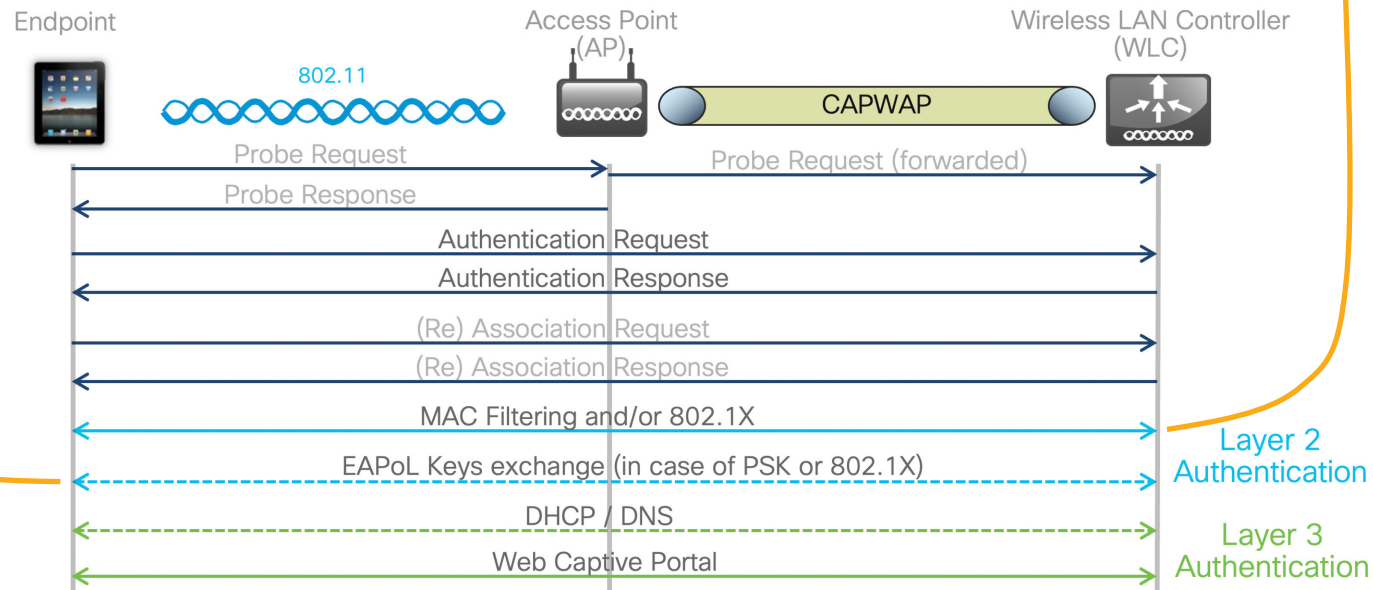 Endpoint
Access Point
(AP)
Wireless LAN Controller
(WLC)
802.11
CAPWAP
Probe Request
Probe Request (forwarded)
Probe Response
Authentication Request
Authentication Response
(Re) Association Request
(Re) Association Response
MAC Filtering and/or 802.1X
Layer 2
Authentication
EAPoL Keys exchange (in case of PSK or 802.1X)
DHCP / DNS
Layer 3
Authentication
Web Captive Portal